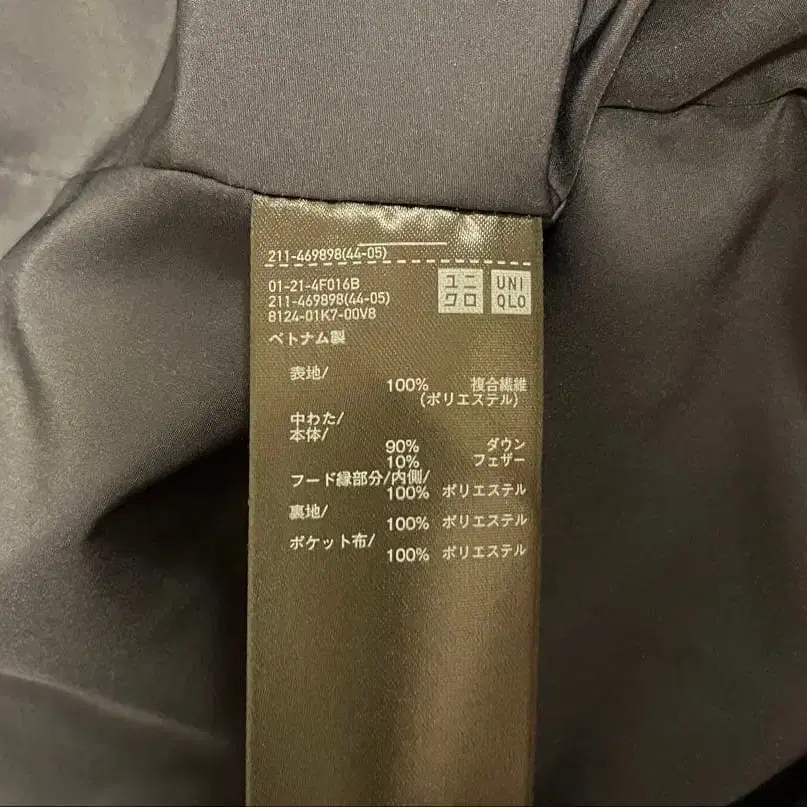 211-469898(44-05)
01-21-4F016B
211-469898(44-05)
8124-01K7-00V8
ユニ
クロ
UNI
QLO
ベトナム製
表地/
100% 複合繊維
(ポリエステル)
中わた/
本体/
90% ダウン
10% フェザー
フード縁部分/内側/
100% ポリエステル
裏地/
100% ポリエステル
ポケット布/
100% ポリエステル